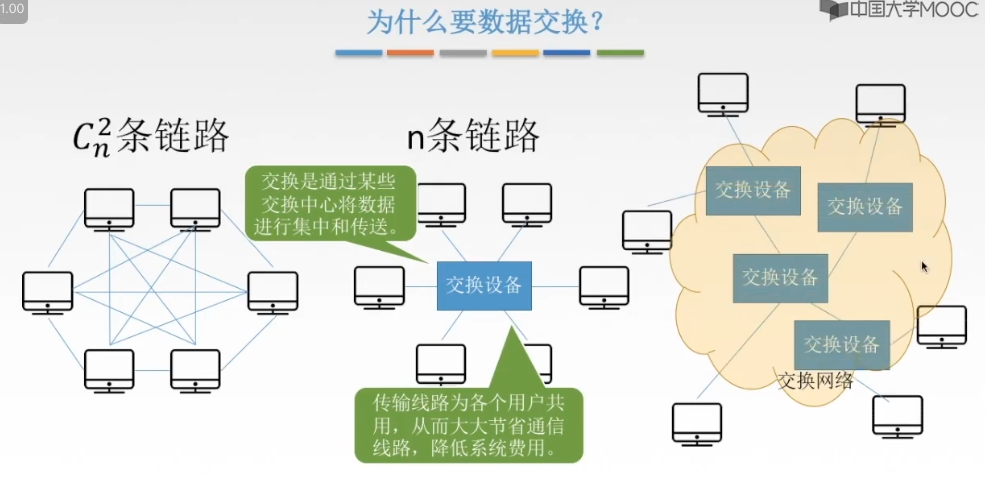 1.00
中国大学MOOC
为什么要数据交换？
𝐶ₙ²条链路
n条链路
交换是通过某些
交换中心将数据
进行集中和传送。
交换设备
传输线路为各个用户共
用，从而大大节省通信
线路，降低系统费用。
交换设备
交换设备
交换设备
交换设备
交换网络